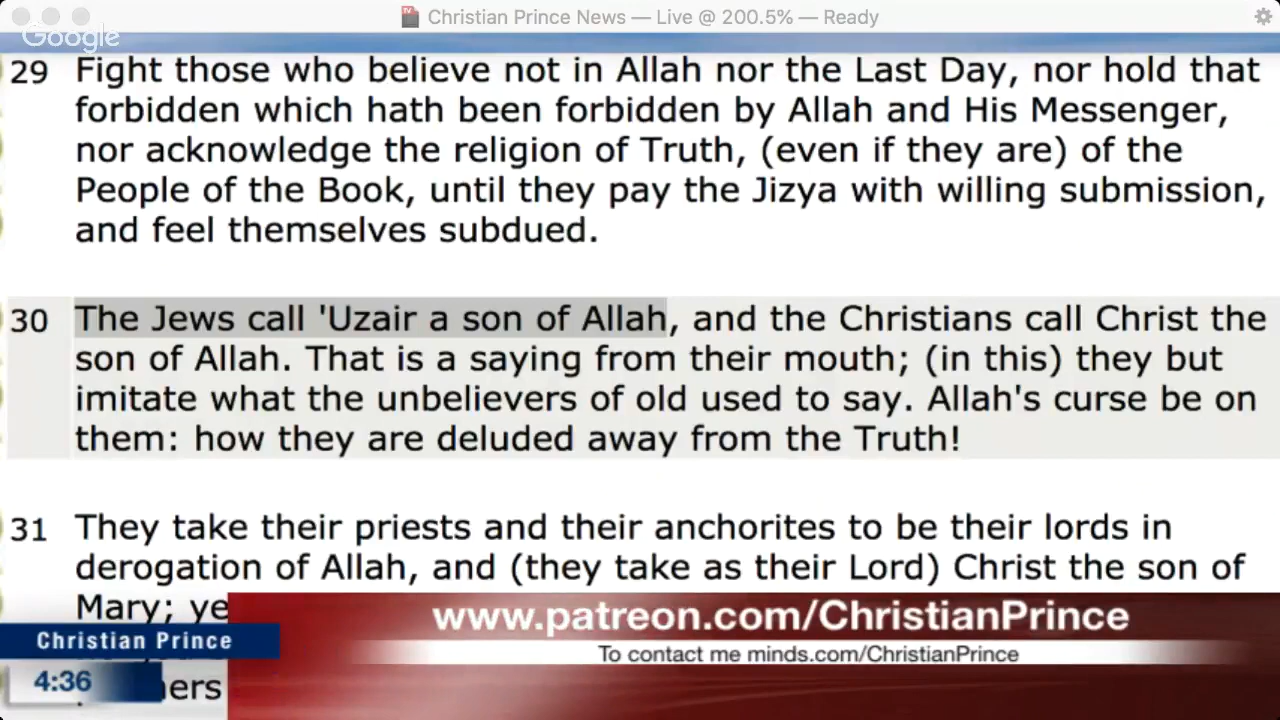 Christian Prince News — Live @ 200.5% — Ready
Google
29 Fight those who believe not in Allah nor the Last Day, nor hold that
forbidden which hath been forbidden by Allah and His Messenger,
nor acknowledge the religion of Truth, (even if they are) of the
People of the Book, until they pay the Jizya with willing submission,
and feel themselves subdued.
30 The Jews call 'Uzair a son of Allah, and the Christians call Christ the
son of Allah. That is a saying from their mouth; (in this) they but
imitate what the unbelievers of old used to say. Allah's curse be on
them: how they are deluded away from the Truth!
31 They take their priests and their anchorites to be their lords in
derogation of Allah, and (they take as their Lord) Christ the son of
Mary; ye
www.patreon.com/ChristianPrince
Christian Prince
To contact me minds.com/ChristianPrince
4:36